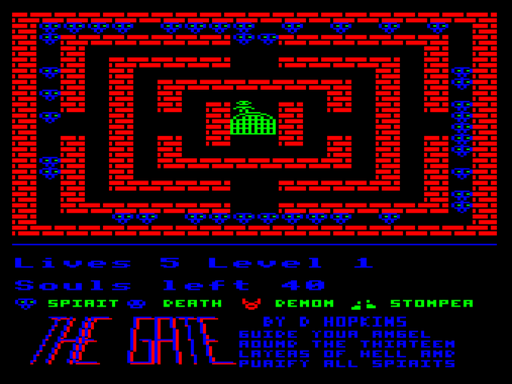 Lives 5 Level 1
Souls left 40
SPIRIT DEATH DEMON STOMPER
THE GATE
BY D HOPKINS
GUIDE YOUR ANGEL
ROUND THE THIRTEEN
LAYERS OF HELL AND
PURIFY ALL SPIRITS